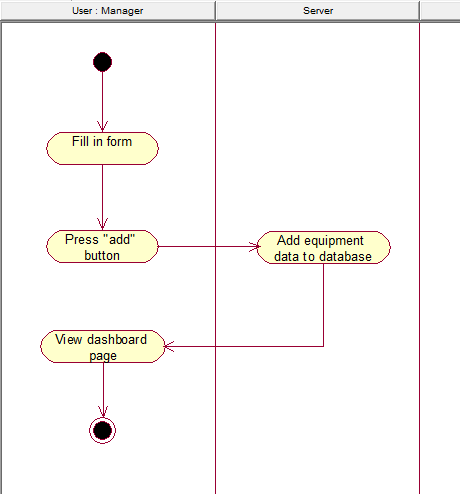 User : Manager
Server
Fill in form
Press "add"
button
Add equipment
data to database
View dashboard
page